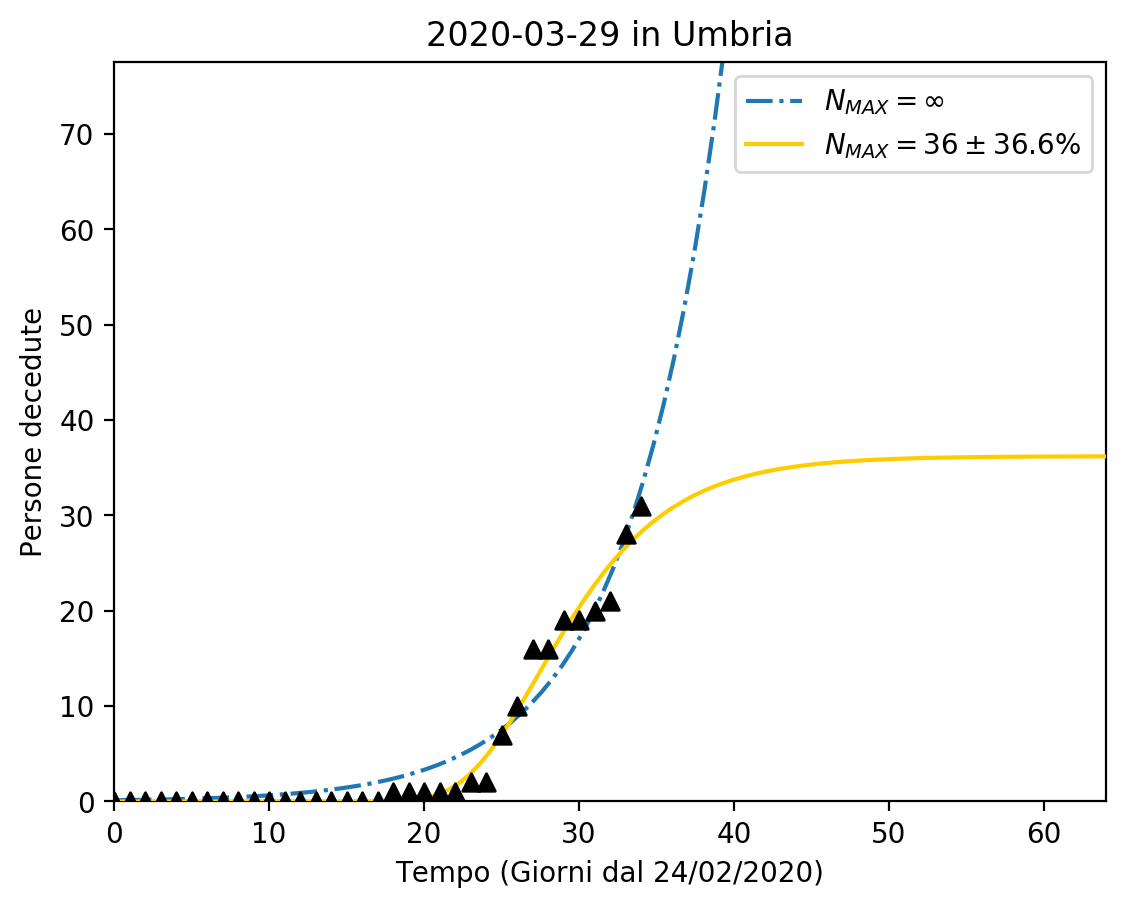 2020-03-29 in Umbria
N_MAX = ∞
N_MAX = 36 ± 36.6%
Persone decedute
70
60
50
40
30
20
10
0
0 10 20 30 40 50 60
Tempo (Giorni dal 24/02/2020)